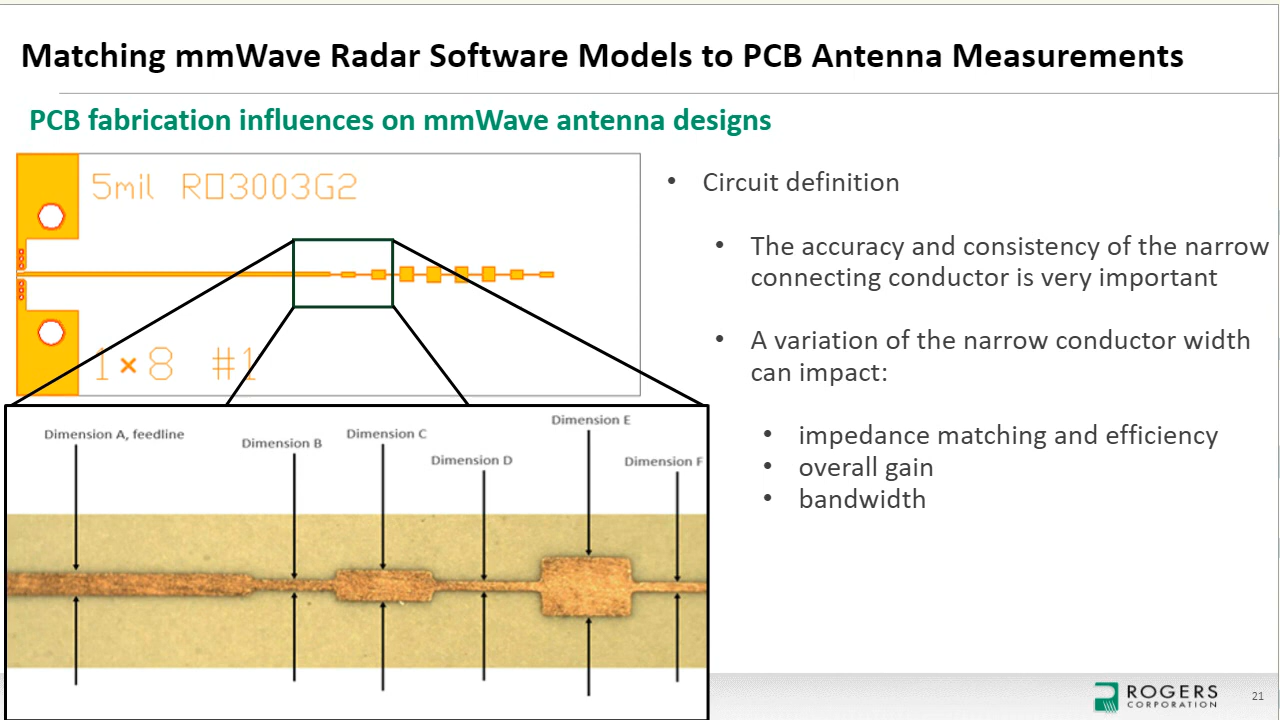 Matching mmWave Radar Software Models to PCB Antenna Measurements
PCB fabrication influences on mmWave antenna designs
5mil RO3003G2
1×8 #1
Dimension A, feedline
Dimension B
Dimension C
Dimension D
Dimension E
Dimension F
• Circuit definition
• The accuracy and consistency of the narrow
connecting conductor is very important
• A variation of the narrow conductor width
can impact:
• impedance matching and efficiency
• overall gain
• bandwidth
ROGERS
CORPORATION
21